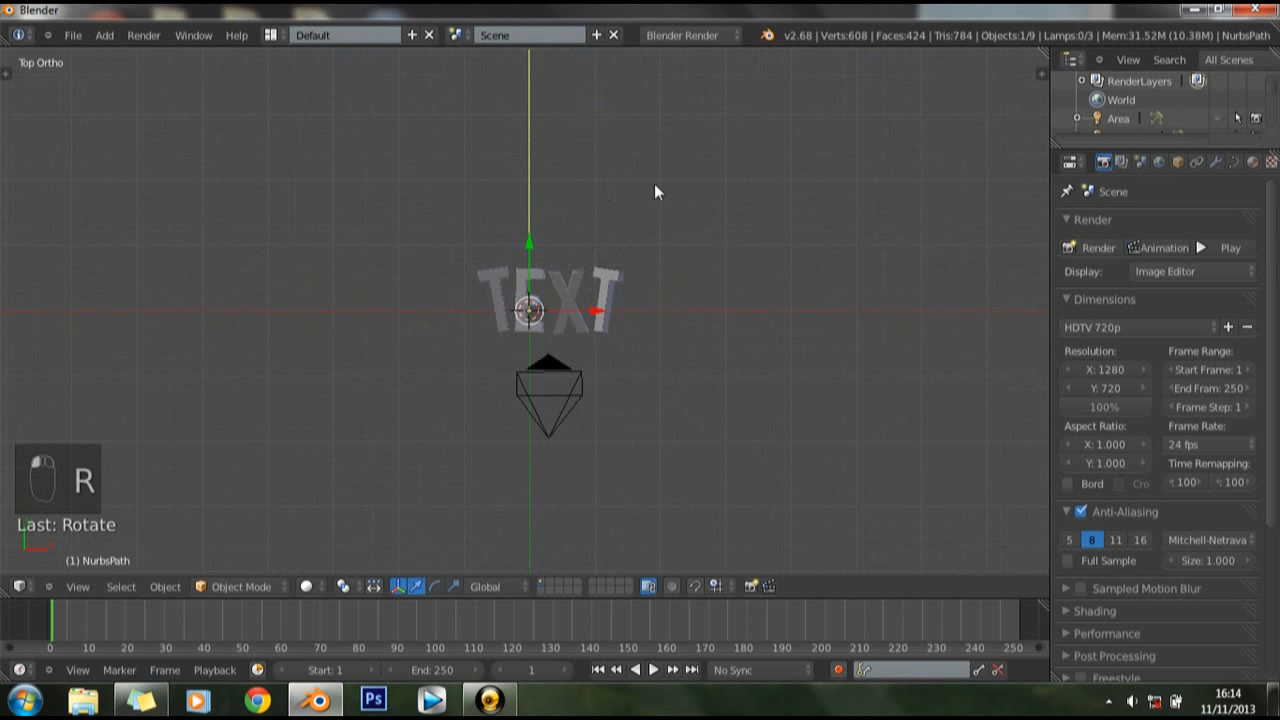 Blender
File Add Render Window Help Default Scene Blender Render v2.68 | Verts:608 | Faces:424 | Tris:784 | Objects:1/9 | Lamps:0/3 | Mem:31.52M (10.38M) | NurbsPath
Top Ortho
View Search All Scenes
RenderLayers
World
Area
Scene
Render
Render Animation Play
Display: Image Editor
Dimensions
HDTV 720p
Resolution: Frame Range:
X: 1280 Start Frame: 1
Y: 720 End Fram: 250
100% Frame Step: 1
Aspect Ratio: Frame Rate:
X: 1.000 24 fps
Y: 1.000 Time Remapping:
Bord Cro 100 100
Anti-Aliasing
5 8 11 16 Mitchell-Netrava
Full Sample Size: 1.000
Sampled Motion Blur
Shading
Performance
Post Processing
Freestyle
TEXT
R
Last: Rotate
(1) NurbsPath
View Select Object Object Mode Global
0 10 20 30 40 50 60 70 80 90 100 110 120 130 140 150 160 170 180 190 200 210 220 230 240 250
View Marker Frame Playback Start: 1 End: 250 1 No Sync
Ps
16:14
11/11/2013